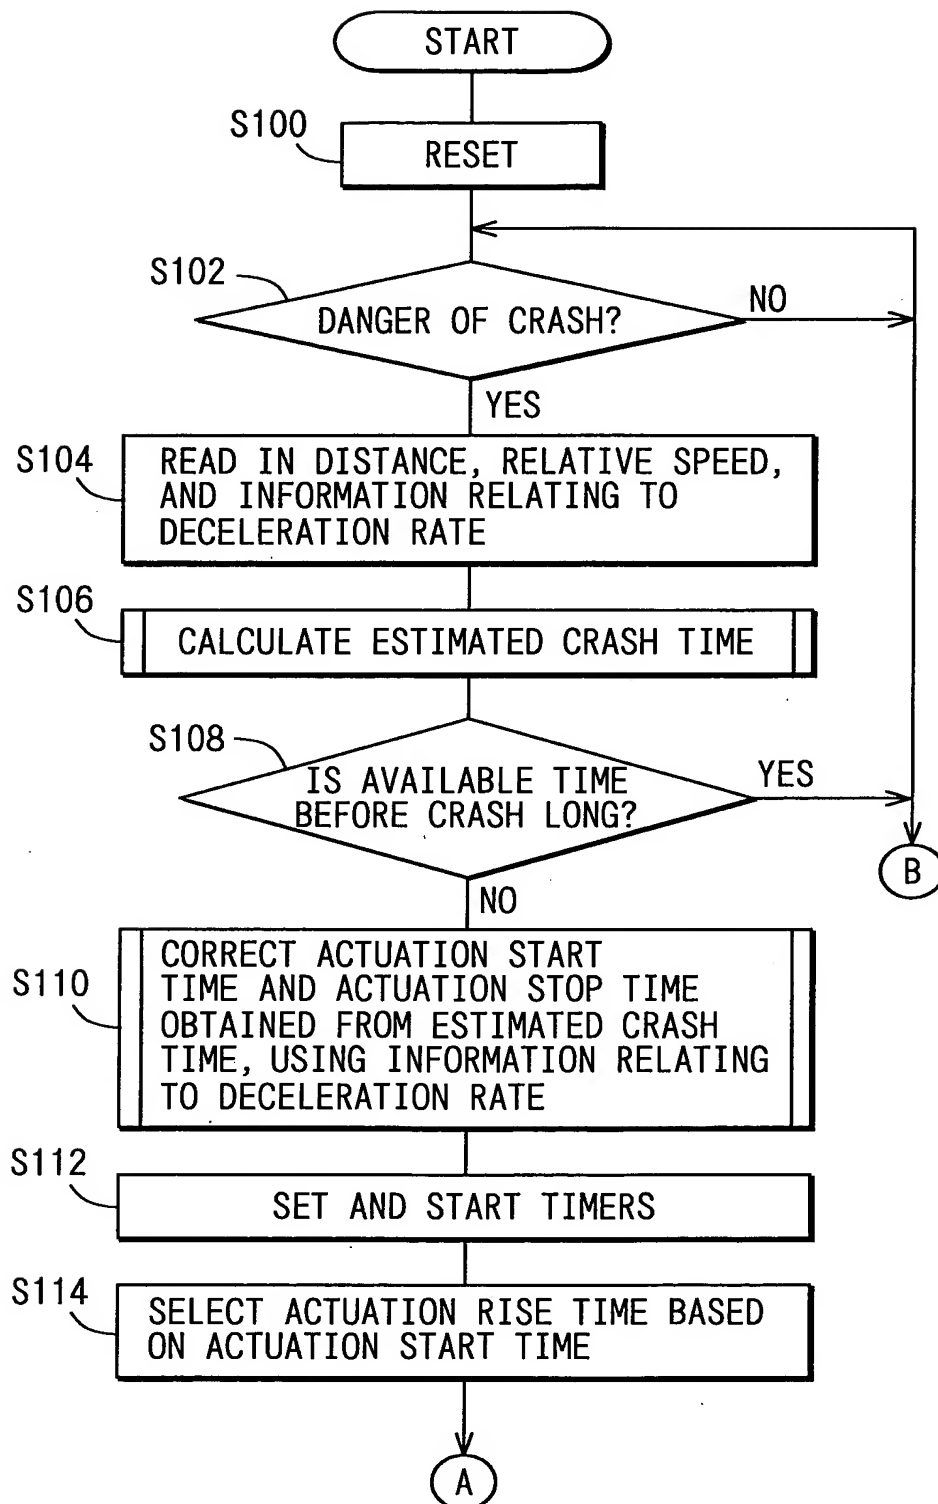 START
S100
RESET
S102
DANGER OF CRASH?
NO
YES
S104
READ IN DISTANCE, RELATIVE SPEED,
AND INFORMATION RELATING TO
DECELERATION RATE
S106
CALCULATE ESTIMATED CRASH TIME
S108
IS AVAILABLE TIME
BEFORE CRASH LONG?
YES
B
NO
S110
CORRECT ACTUATION START
TIME AND ACTUATION STOP TIME
OBTAINED FROM ESTIMATED CRASH
TIME, USING INFORMATION RELATING
TO DECELERATION RATE
S112
SET AND START TIMERS
S114
SELECT ACTUATION RISE TIME BASED
ON ACTUATION START TIME
A